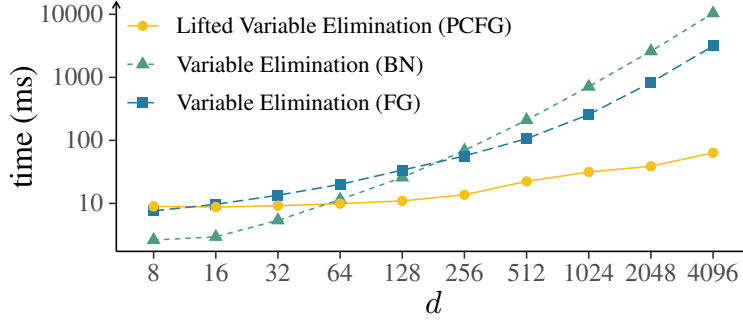 10000
1000
100
10
time (ms)
Lifted Variable Elimination (PCFG)
Variable Elimination (BN)
Variable Elimination (FG)
8 16 32 64 128 256 512 1024 2048 4096
d